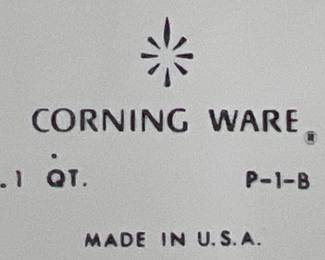 CORNING WARE®
.1 QT. P-1-B
MADE IN U.S.A.